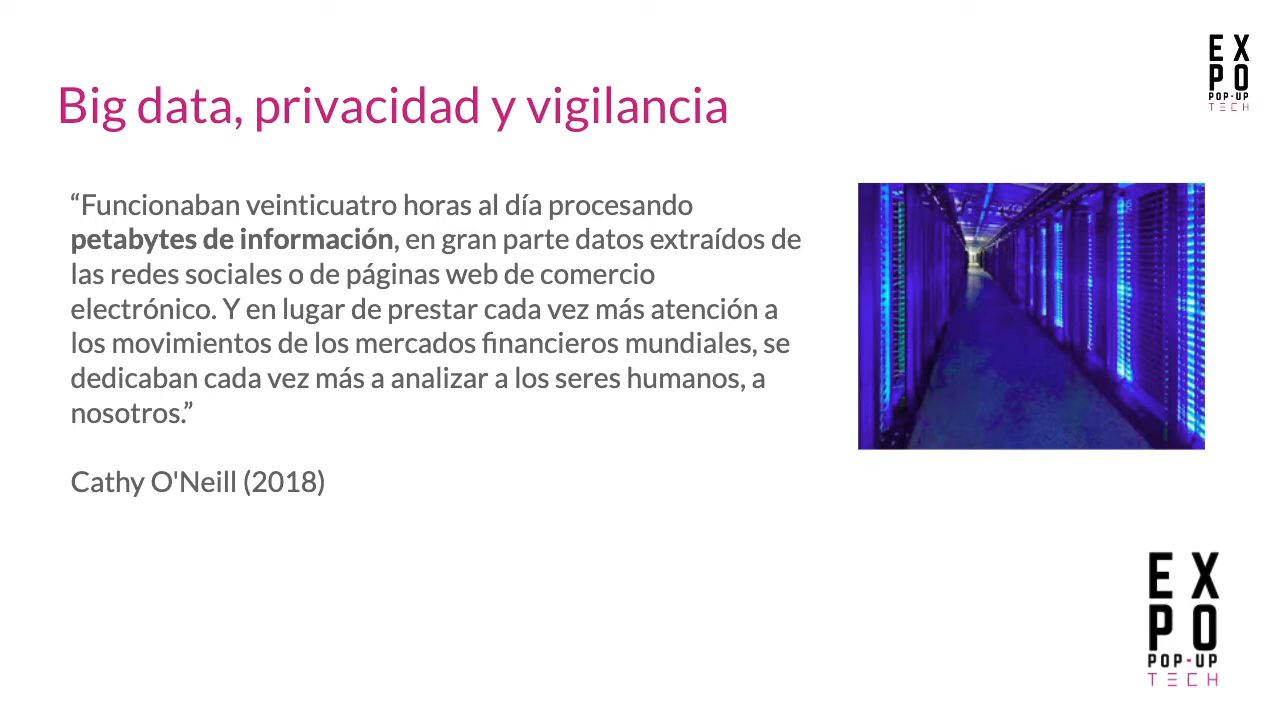 EX
PO
POP-UP
TECH
Big data, privacidad y vigilancia
“Funcionaban veinticuatro horas al día procesando
petabytes de información, en gran parte datos extraídos de
las redes sociales o de páginas web de comercio
electrónico. Y en lugar de prestar cada vez más atención a
los movimientos de los mercados financieros mundiales, se
dedicaban cada vez más a analizar a los seres humanos, a
nosotros.”
Cathy O'Neill (2018)
EX
PO
POP-UP
TECH